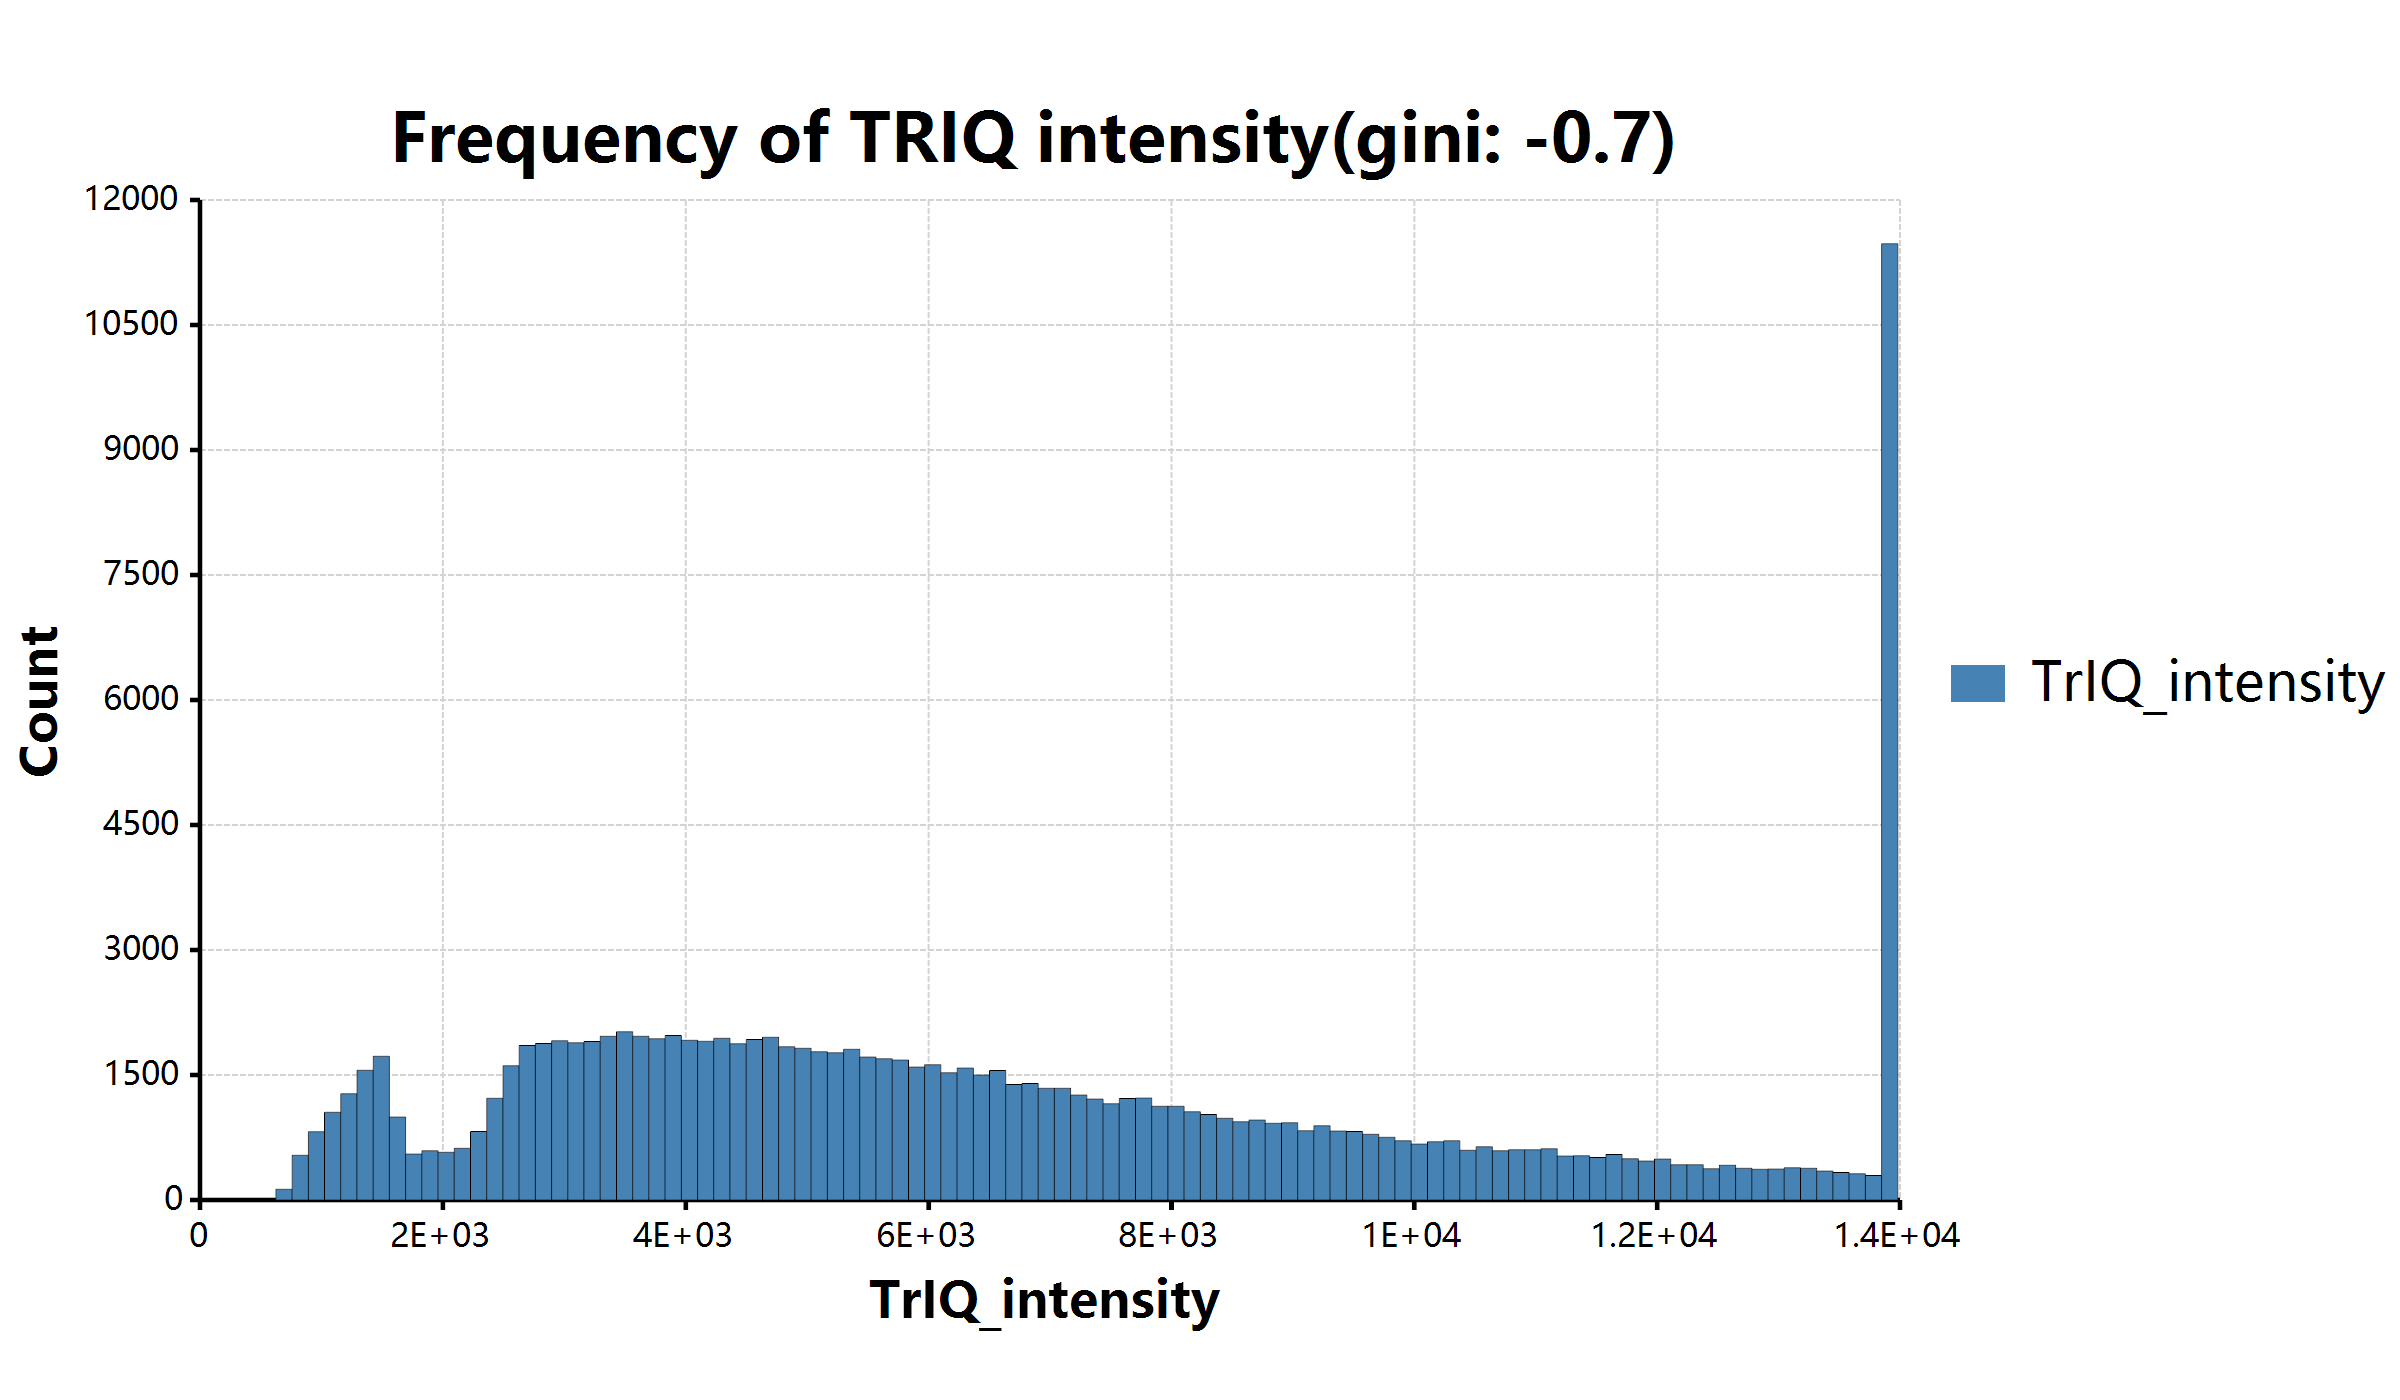 Frequency of TRIQ intensity(gini: -0.7)
12000
10500
9000
7500
6000
4500
3000
1500
0
Count
0 2E+03 4E+03 6E+03 8E+03 1E+04 1.2E+04 1.4E+04
TrIQ_intensity
TrIQ_intensity